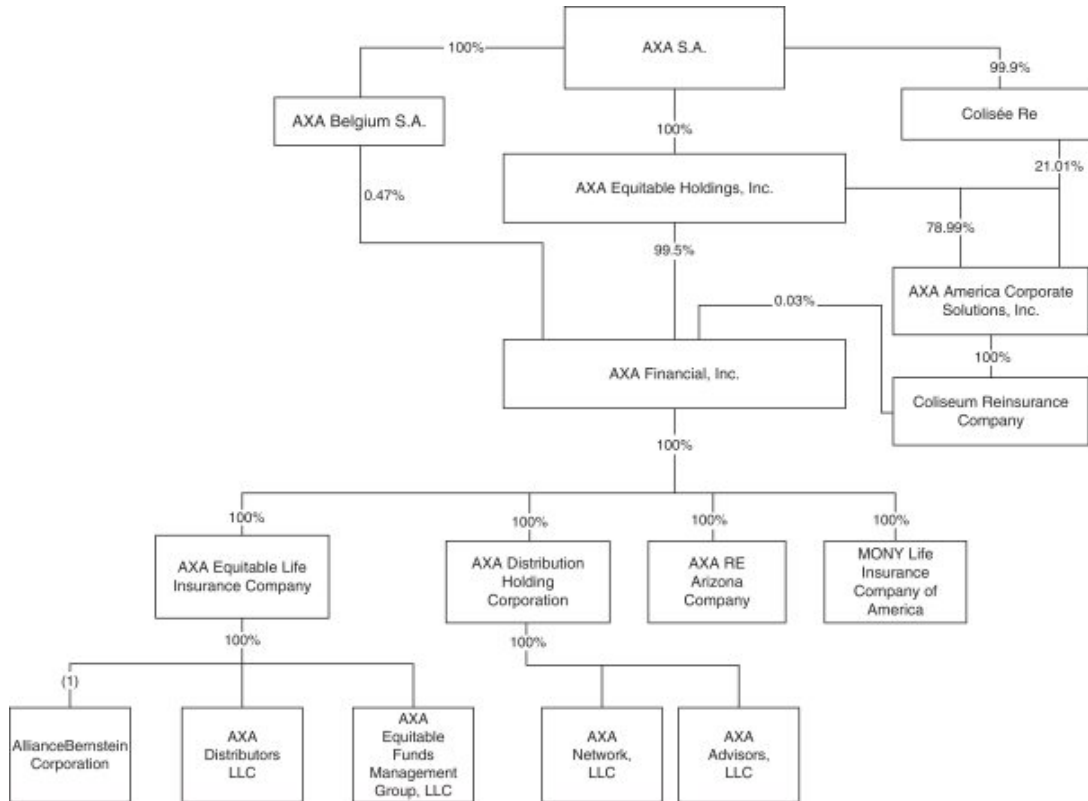 AXA S.A.
100%
99.9%
AXA Belgium S.A.
Colisée Re
100%
21.01%
AXA Equitable Holdings, Inc.
0.47%
78.99%
99.5%
AXA America Corporate
Solutions, Inc.
0.03%
100%
AXA Financial, Inc.
Coliseum Reinsurance
Company
100%
100%
100%
100%
100%
AXA Equitable Life
Insurance Company
AXA Distribution
Holding
Corporation
AXA RE
Arizona
Company
MONY Life
Insurance
Company of
America
100%
100%
(1)
AllianceBernstein
Corporation
AXA
Distributors
LLC
AXA
Equitable
Funds
Management
Group, LLC
AXA
Network,
LLC
AXA
Advisors,
LLC